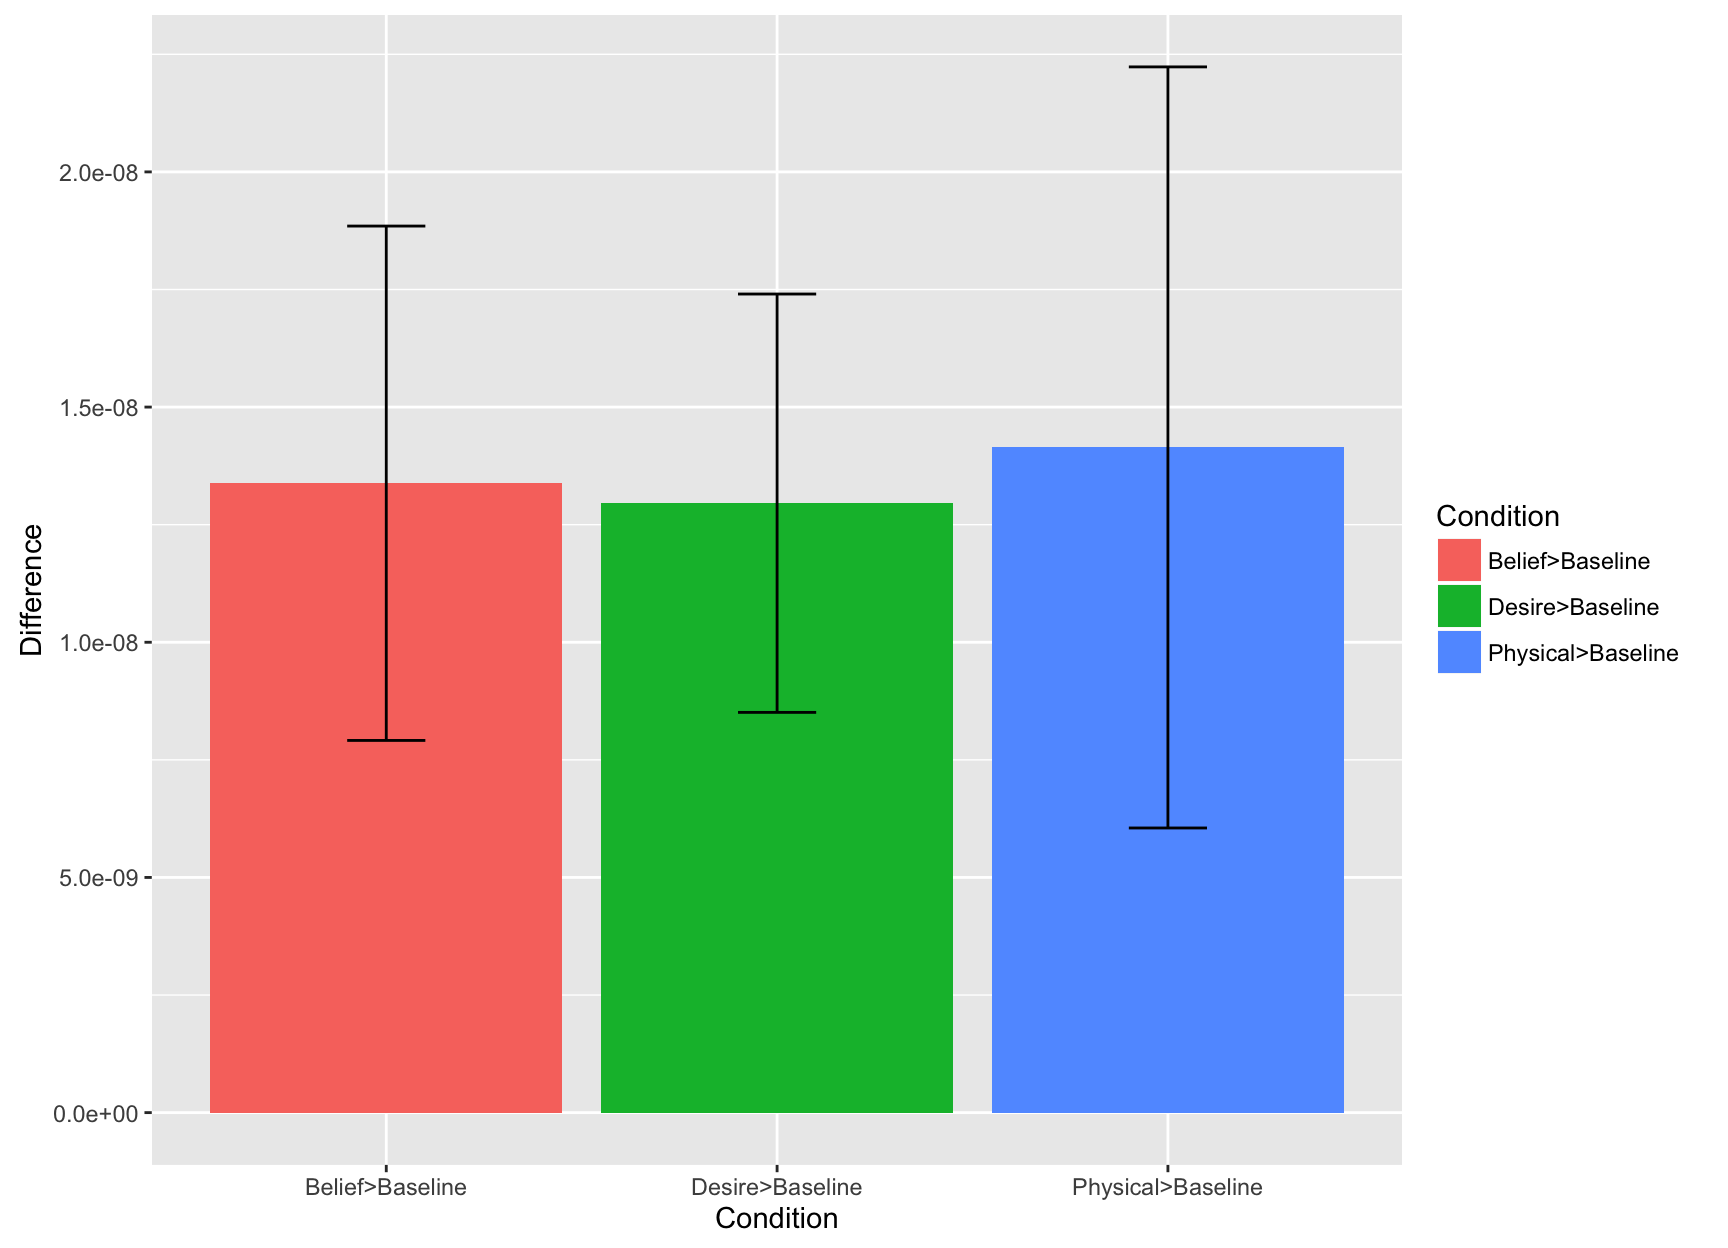 Difference
2.0e-08
1.5e-08
1.0e-08
5.0e-09
0.0e+00
Belief>Baseline
Desire>Baseline
Physical>Baseline
Condition
Condition
Belief>Baseline
Desire>Baseline
Physical>Baseline